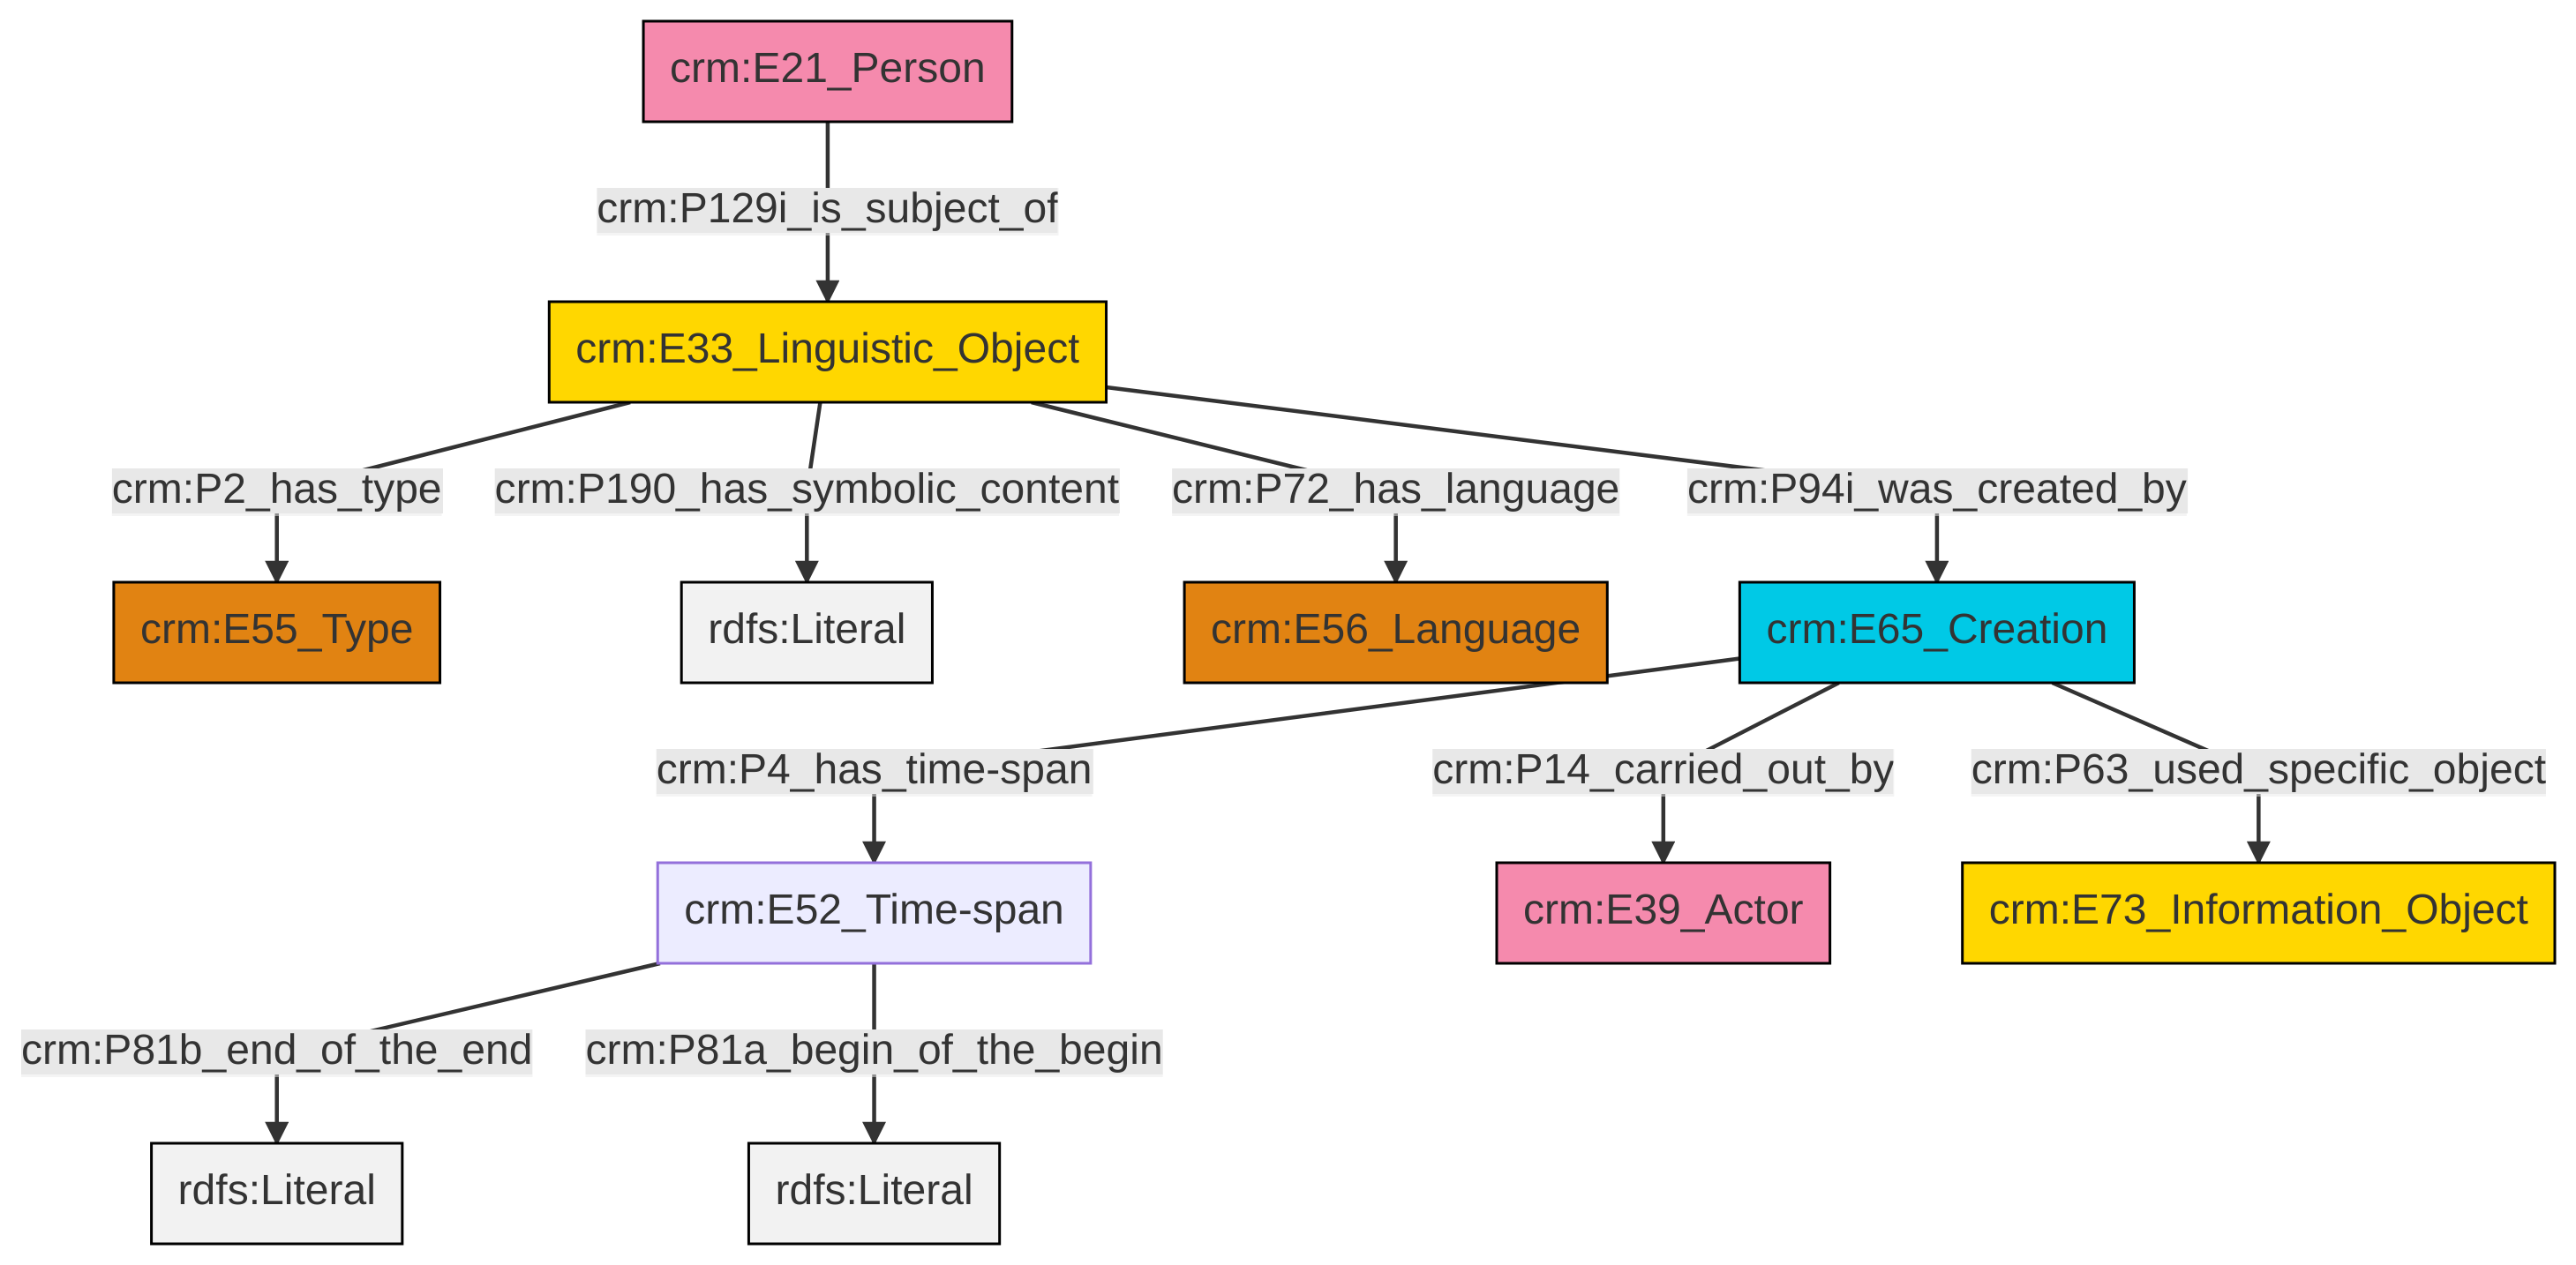 crm:E21_Person
crm:P129i_is_subject_of
crm:E33_Linguistic_Object
crm:P2_has_type
crm:P190_has_symbolic_content
crm:P72_has_language
crm:P94i_was_created_by
crm:E55_Type
rdfs:Literal
crm:E56_Language
crm:E65_Creation
crm:P4_has_time-span
crm:P14_carried_out_by
crm:P63_used_specific_object
crm:E52_Time-span
crm:E39_Actor
crm:E73_Information_Object
crm:P81b_end_of_the_end
crm:P81a_begin_of_the_begin
rdfs:Literal
rdfs:Literal